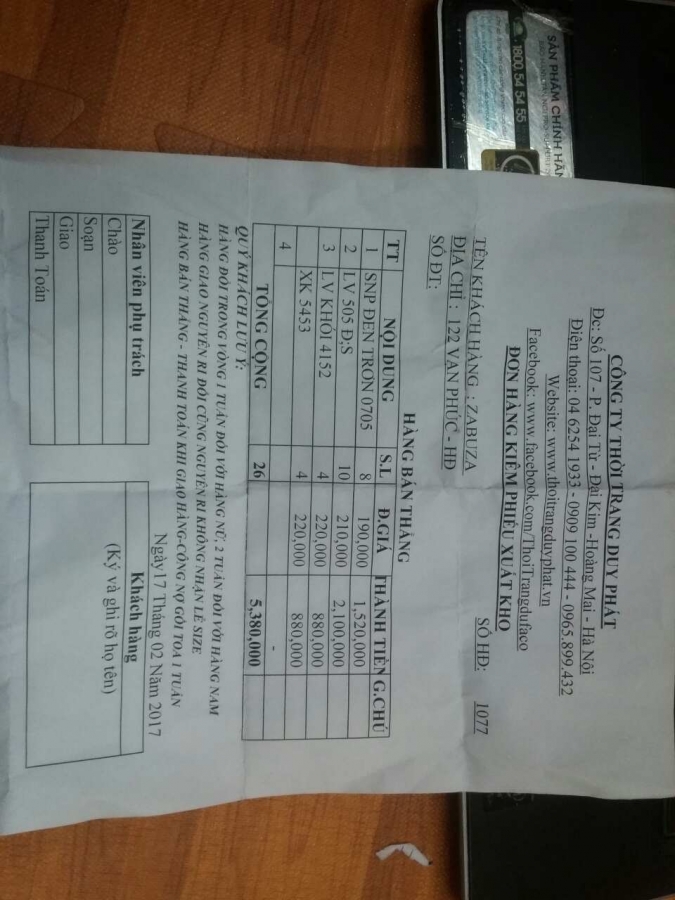 CÔNG TY THỜI TRANG DUY PHÁT
Đc: Số 107 - P. Đại Từ - Đại Kim -Hoàng Mai - Hà Nội
Điện thoại: 04 6254 1933 - 0909 100 444 - 0965.899.432
Website: www.thoitrangduyphat.vn
Facebook: www.facebook.com/ThoiTrangdufaco
ĐƠN HÀNG KIÊM PHIẾU XUẤT KHO
SỐ HĐ: 1077
TÊN KHÁCH HÀNG : ZABUZA
ĐỊA CHỈ : 122 VẠN PHÚC - HĐ
SỐ ĐT:
HÀNG BÁN THẲNG
TT NỘI DUNG S.L Đ.GIÁ THÀNH TIỀN G.CHÚ
1 SNP ĐEN TRƠN 0705 8 190,000 1,520,000
2 LV 505 Đ;S 10 210,000 2,100,000
3 LV KHÓI 4152 4 220,000 880,000
XK 5453 4 220,000 880,000
4 -
TỔNG CỘNG 26 5,380,000
QUÝ KHÁCH LƯU Ý:
HÀNG ĐỔI TRONG VÒNG 1 TUẦN ĐỐI VỚI HÀNG NỮ; 2 TUẦN ĐỐI VỚI HÀNG NAM
HÀNG GIAO NGUYÊN RI ĐỔI CŨNG NGUYÊN RI KHÔNG NHẬN LẺ SIZE
HÀNG BÁN THẲNG - THANH TOÁN KHI GIAO HÀNG-CÔNG NỢ GỐI TOA 1 TUẦN
Ngày17 Tháng 02 Năm 2017
Nhân viên phụ trách
Chào
Soạn
Giao
Thanh Toán
Khách hàng
(Ký và ghi rõ họ tên)
SẢN PHẨM CHÍNH HÃN
1800 54 54 55